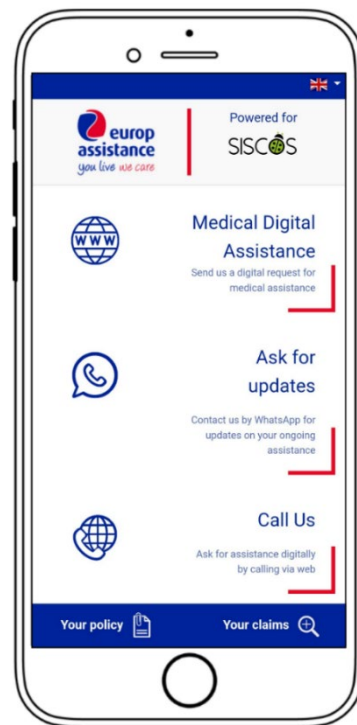 europ
assistance
you live we care
Powered for
SISCOS
WWW
Medical Digital
Assistance
Send us a digital request for
medical assistance
Ask for
updates
Contact us by WhatsApp for
updates on your ongoing
assistance
Call Us
Ask for assistance digitally
by calling via web
Your policy
Your claims